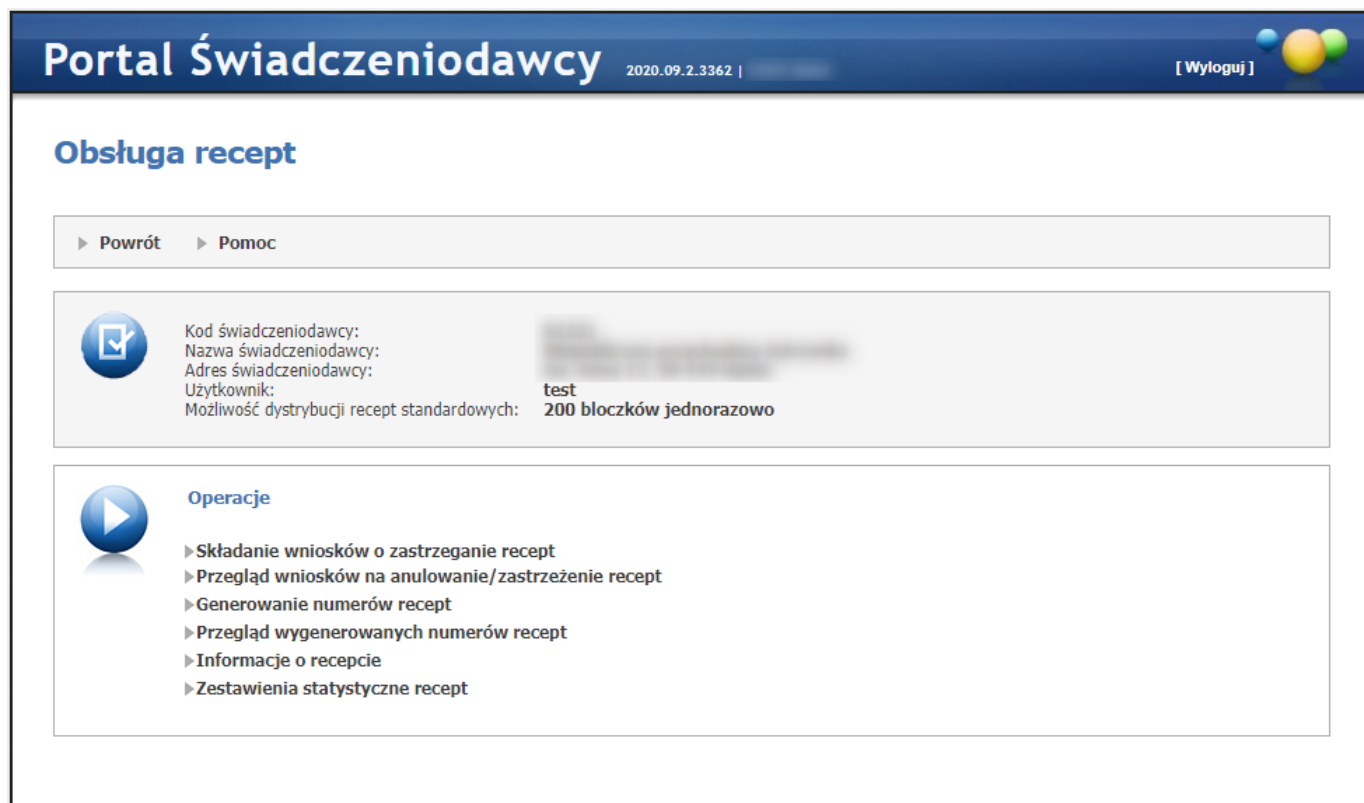 Portal Świadczeniodawcy 2020.09.2.3362 | [ Wyloguj ]
Obsługa recept
Powrót Pomoc
Kod świadczeniodawcy:
Nazwa świadczeniodawcy:
Adres świadczeniodawcy:
Użytkownik: test
Możliwość dystrybucji recept standardowych: 200 bloczków jednorazowo
Operacje
Składanie wniosków o zastrzeganie recept
Przegląd wniosków na anulowanie/zastrzeżenie recept
Generowanie numerów recept
Przegląd wygenerowanych numerów recept
Informacje o recepcie
Zestawienia statystyczne recept